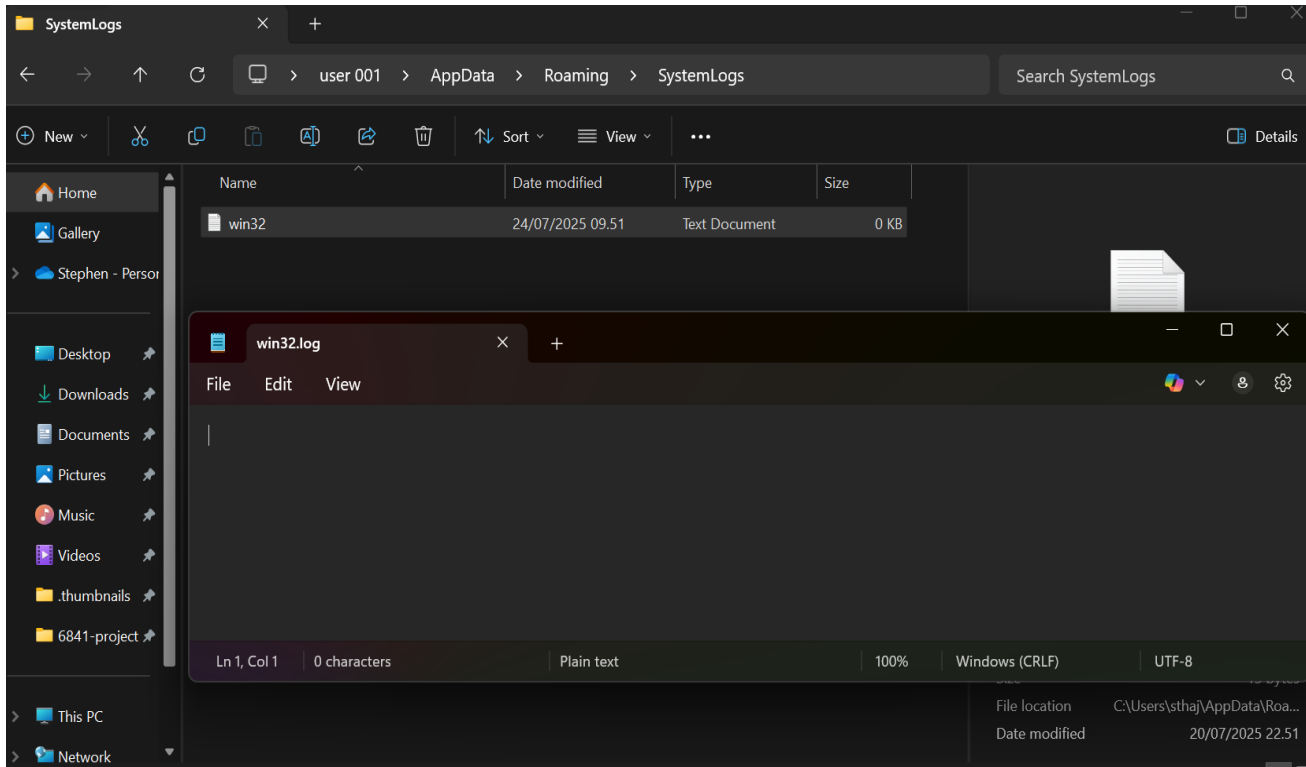 SystemLogs
user 001 > AppData > Roaming > SystemLogs
Search SystemLogs
New
Sort
View
Details
Name Date modified Type Size
win32 24/07/2025 09.51 Text Document 0 KB
Home
Gallery
Stephen - Persor
Desktop
Downloads
Documents
Pictures
Music
Videos
.thumbnails
6841-project
This PC
Network
win32.log
File Edit View
Ln 1, Col 1 0 characters Plain text 100% Windows (CRLF) UTF-8
File location C:\Users\sthaj\AppData\Roa...
Date modified 20/07/2025 22.51